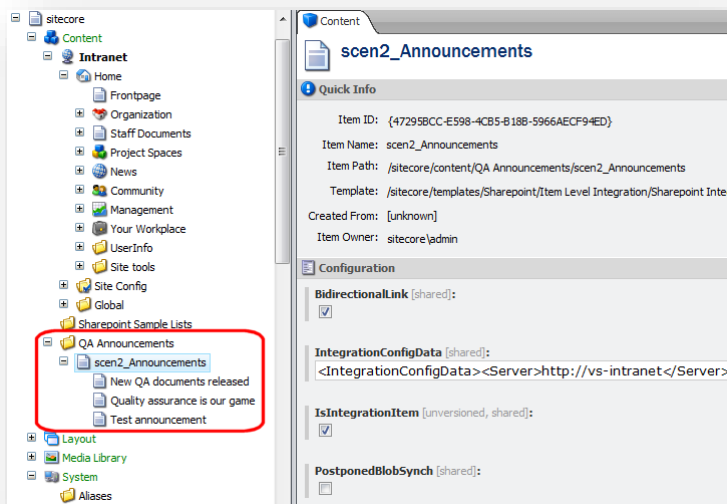 sitecore
Content
Intranet
Home
Frontpage
Organization
Staff Documents
Project Spaces
News
Community
Management
Your Workplace
UserInfo
Site tools
Site Config
Global
Sharepoint Sample Lists
QA Announcements
scen2_Announcements
New QA documents released
Quality assurance is our game
Test announcement
Layout
Media Library
System
Aliases
Content
scen2_Announcements
Quick Info
Item ID: {47295BCC-E598-4CB5-B18B-5966AECF94ED}
Item Name: scen2_Announcements
Item Path: /sitecore/content/QA Announcements/scen2_Announcements
Template: /sitecore/templates/Sharepoint/Item Level Integration/Sharepoint Inte
Created From: [unknown]
Item Owner: sitecore\admin
Configuration
BidirectionalLink [shared]:
IntegrationConfigData [shared]:
<IntegrationConfigData><Server>http://vs-intranet</Server>
IsIntegrationItem [unversioned, shared]:
PostponedBlobSynch [shared]: